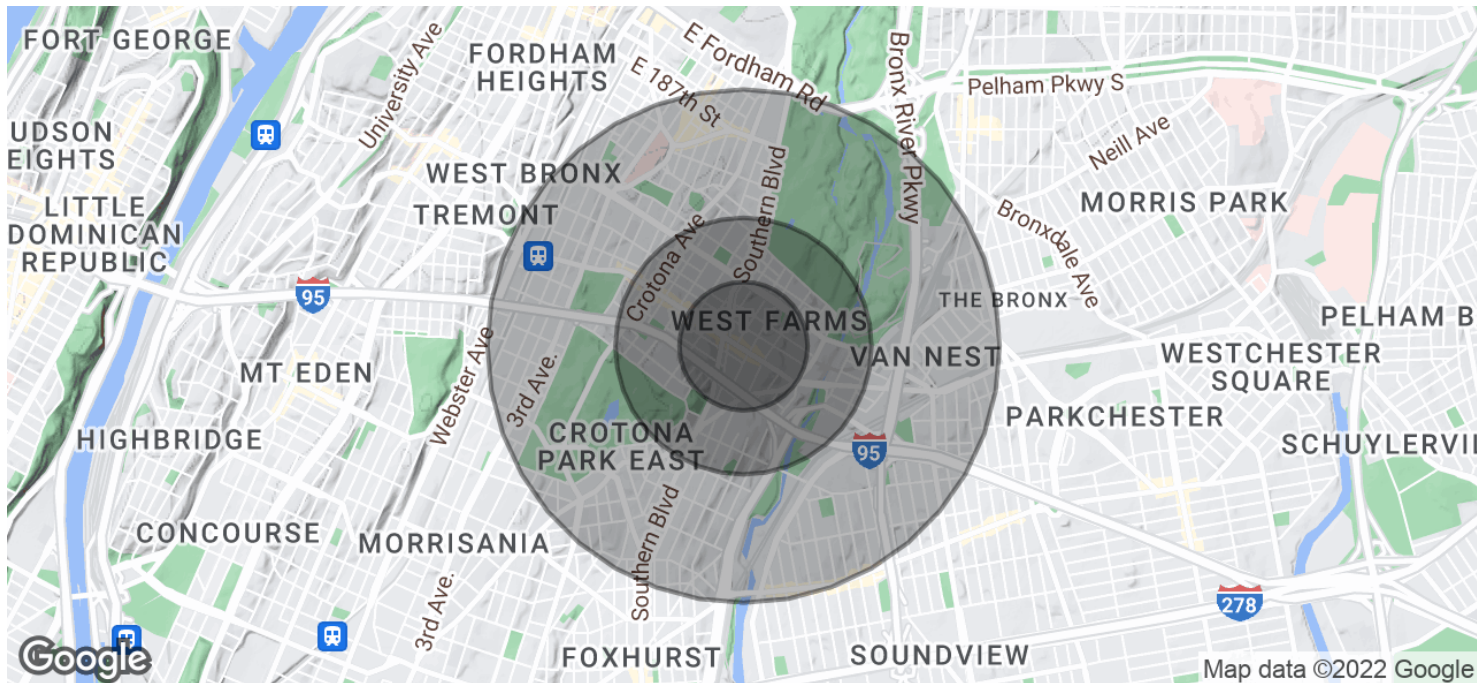 FORT GEORGE
University Ave
FORDHAM
HEIGHTS
E Fordham Rd
E 187th St
Bronx River Pkwy
Pelham Pkwy S
Neill Ave
UDSON
EIGHTS
WEST BRONX
TREMONT
Southern Blvd
MORRIS PARK
LITTLE
DOMINICAN
REPUBLIC
Crotona Ave
Bronxdale Ave
95
THE BRONX
WEST FARMS
PELHAM B
MT EDEN
Webster Ave
3rd Ave.
VAN NEST
WESTCHESTER
SQUARE
HIGHBRIDGE
CROTONA
PARK EAST
95
PARKCHESTER
SCHUYLERVI
CONCOURSE
MORRISANIA
Southern Blvd
3rd Ave.
278
FOXHURST
SOUNDVIEW
Google
Map data ©2022 Google